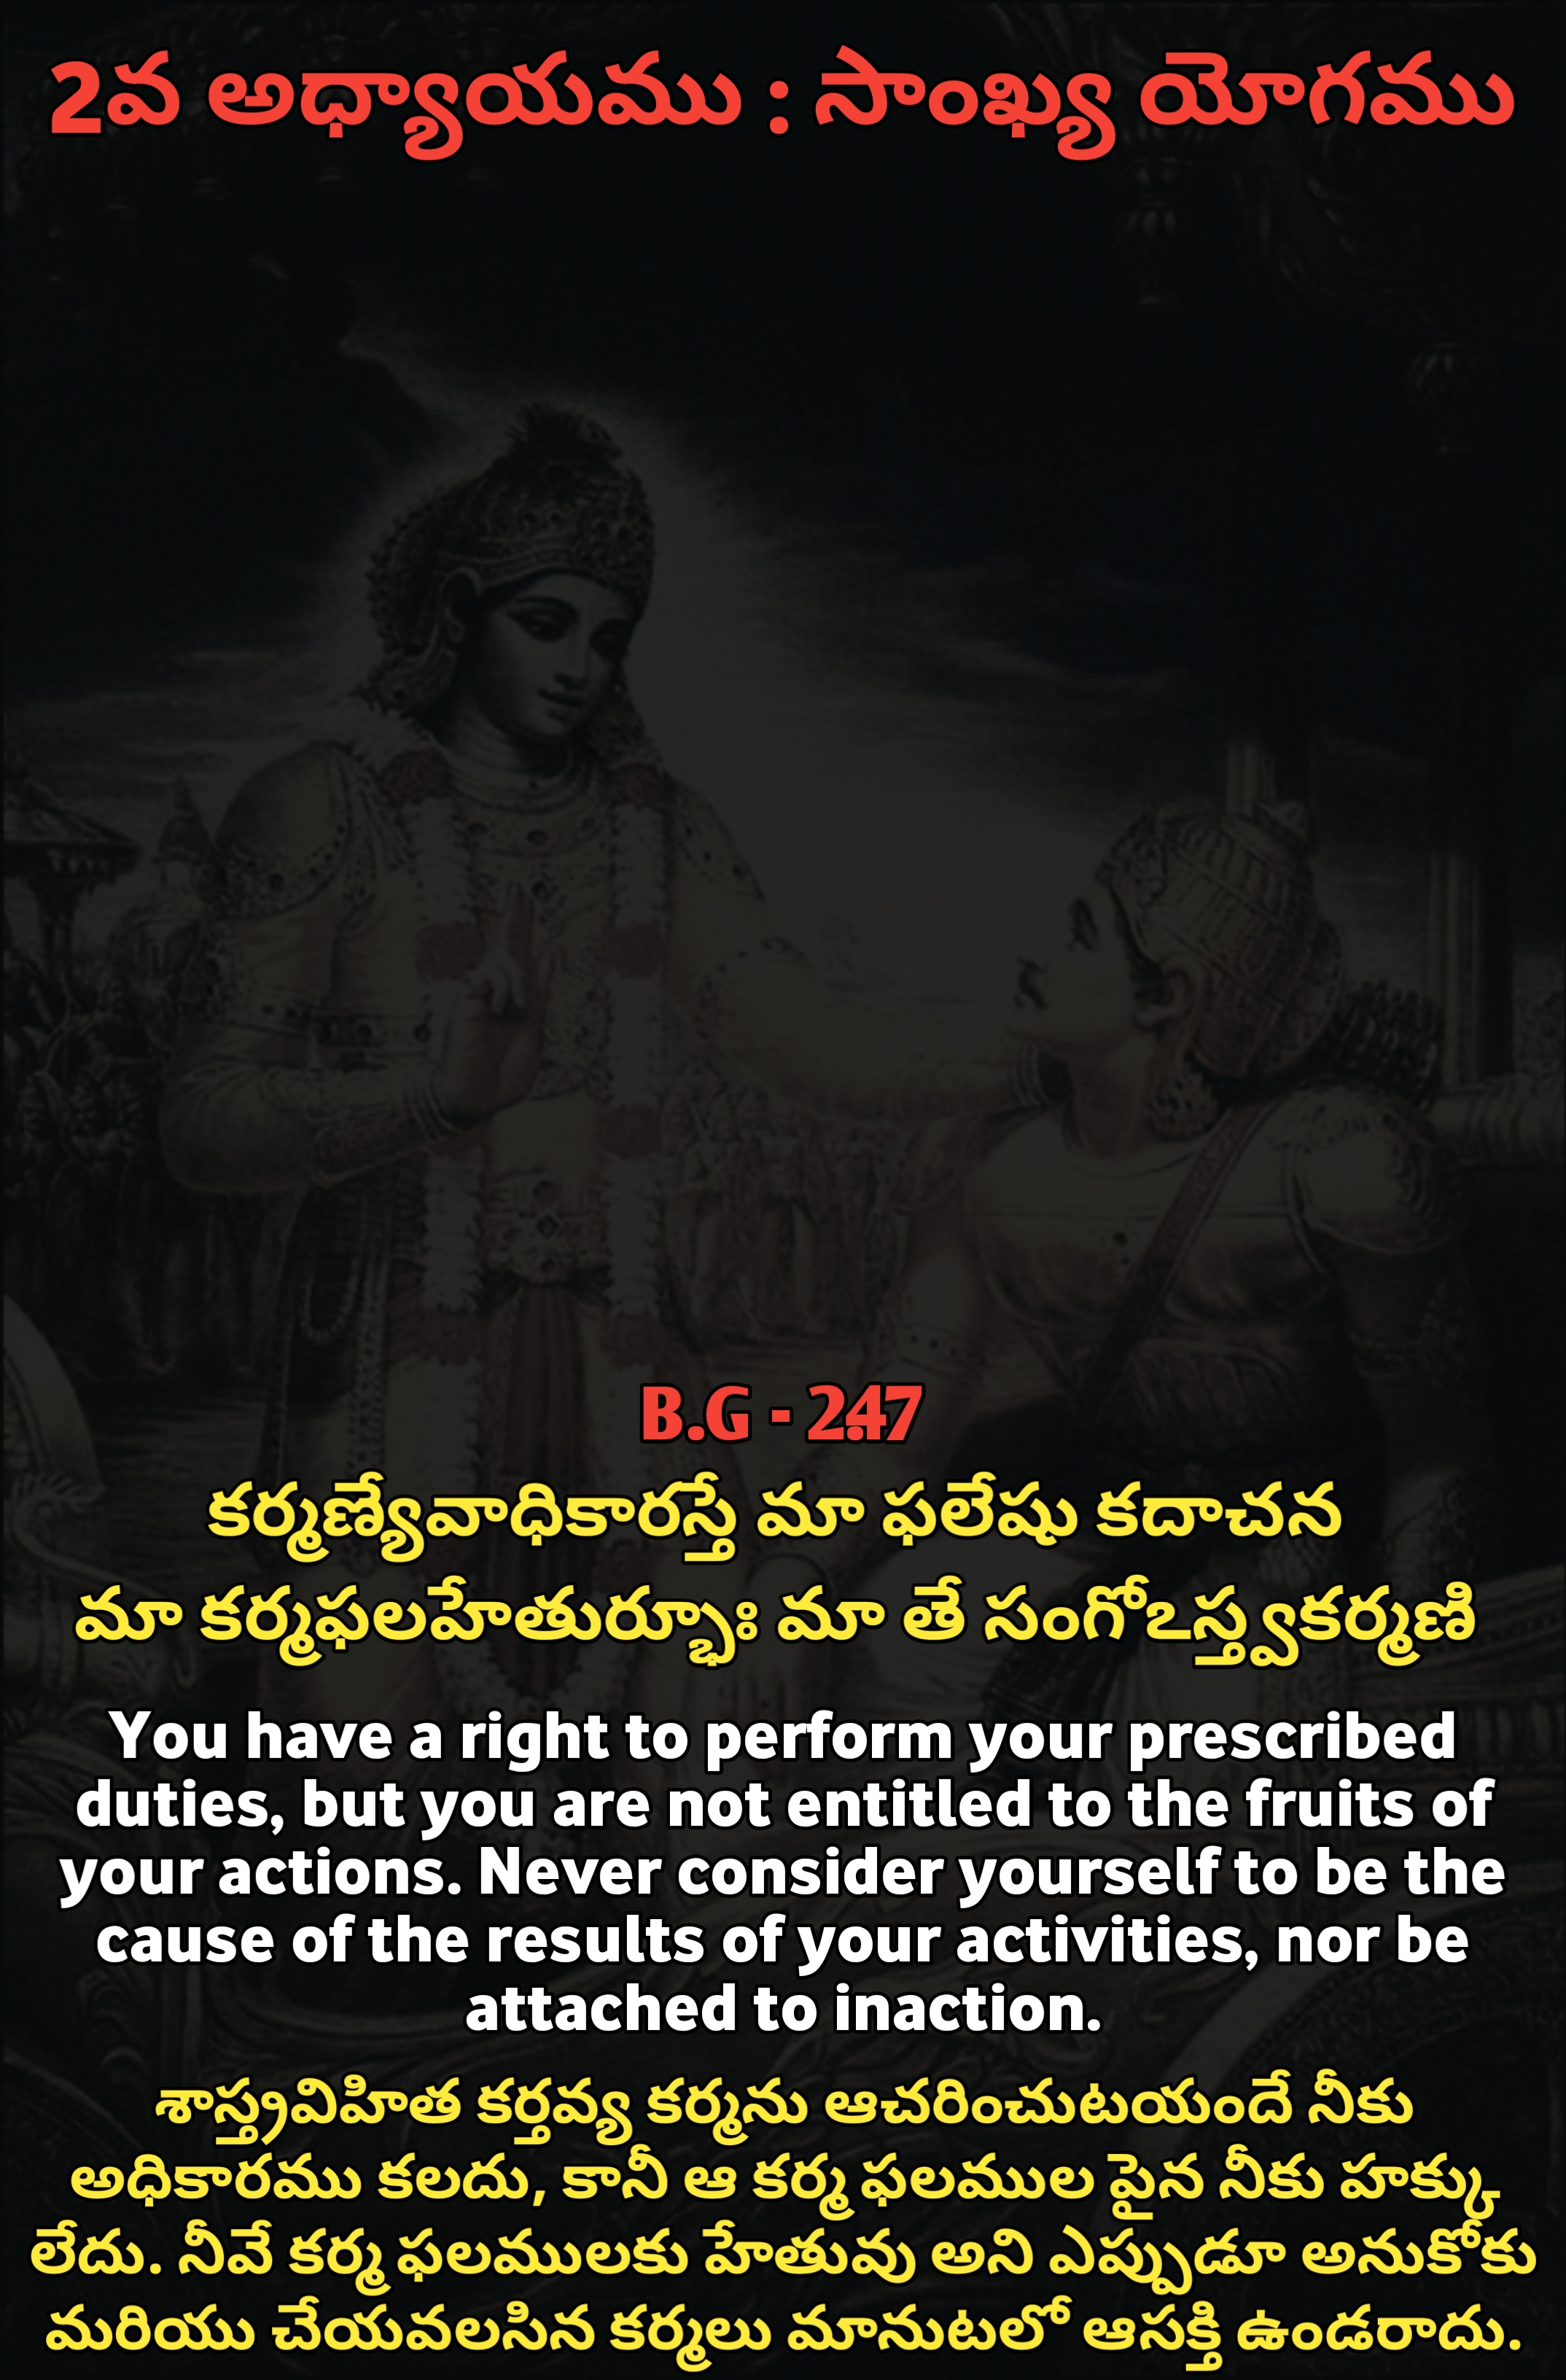 2వ అధ్యాయము : సాంఖ్య యోగము
B.G - 2.47
కర్మణ్యేవాధికారస్తే మా ఫలేషు కదాచన
మా కర్మఫలహేతుర్భూః మా తే సంగోఽస్త్వకర్మణి
You have a right to perform your prescribed
duties, but you are not entitled to the fruits of
your actions. Never consider yourself to be the
cause of the results of your activities, nor be
attached to inaction.
శాస్త్రవిహిత కర్తవ్య కర్మను ఆచరించుటయందే నీకు
అధికారము కలదు, కానీ ఆ కర్మ ఫలముల పైన నీకు హక్కు
లేదు. నీవే కర్మ ఫలములకు హేతువు అని ఎప్పుడూ అనుకోకు
మరియు చేయవలసిన కర్మలు మానుటలో ఆసక్తి ఉండరాదు.